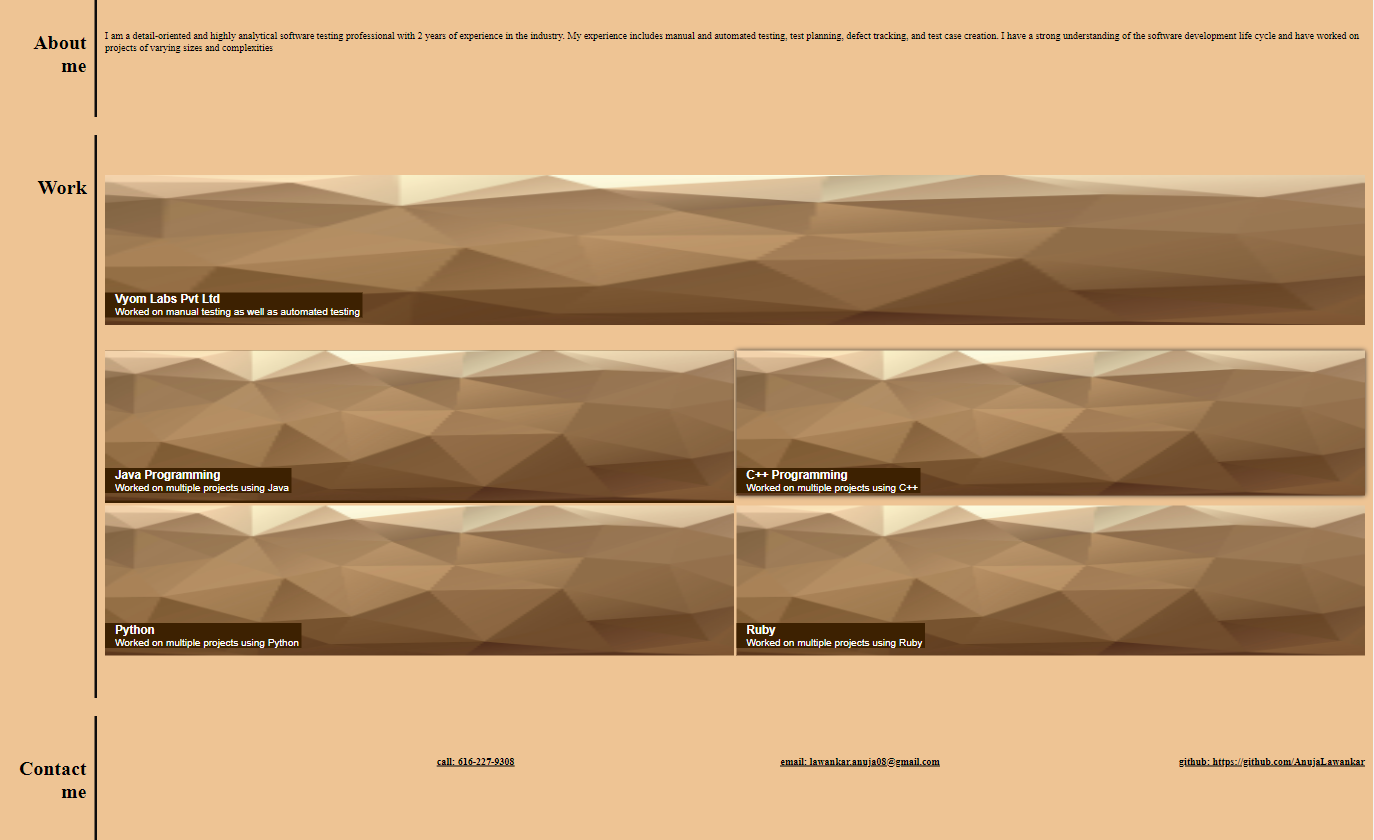 About
me
I am a detail-oriented and highly analytical software testing professional with 2 years of experience in the industry. My experience includes manual and automated testing, test planning, defect tracking, and test case creation. I have a strong understanding of the software development life cycle and have worked on
projects of varying sizes and complexities
Work
Vyom Labs Pvt Ltd
Worked on manual testing as well as automated testing
Java Programming
Worked on multiple projects using Java
C++ Programming
Worked on multiple projects using C++
Python
Worked on multiple projects using Python
Ruby
Worked on multiple projects using Ruby
Contact
me
call: 616-227-9308
email: lawankar.anuja08@gmail.com
github: https://github.com/AnujaLawankar